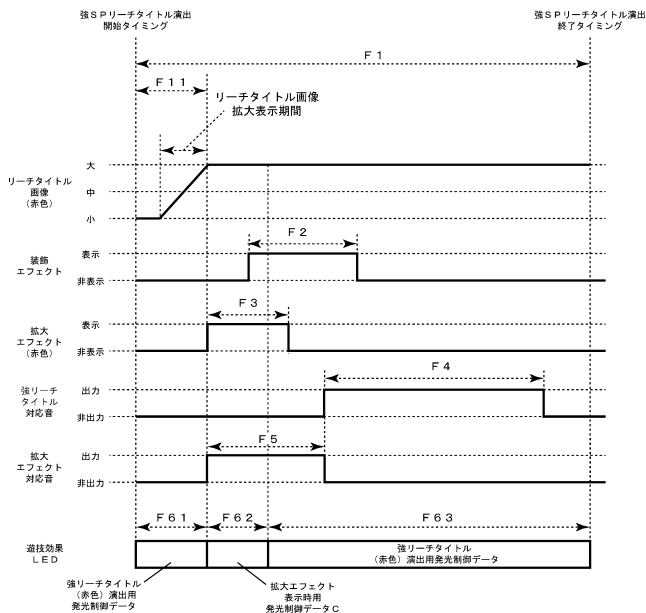 強ＳＰリーチタイトル演出
開始タイミング
強ＳＰリーチタイトル演出
終了タイミング
Ｆ１
Ｆ１１
リーチタイトル画像
拡大表示期間
リーチタイトル
画像
（赤色）
大
中
小
Ｆ２
装飾
エフェクト
表示
非表示
Ｆ３
拡大
エフェクト
（赤色）
表示
非表示
Ｆ４
強リーチ
タイトル
対応音
出力
非出力
Ｆ５
拡大
エフェクト
対応音
出力
非出力
Ｆ６１
Ｆ６２
Ｆ６３
遊技効果
ＬＥＤ
強リーチタイトル
（赤色）演出用発光制御データ
強リーチタイトル
（赤色）演出用
発光制御データ
拡大エフェクト
表示時用
発光制御データＣ